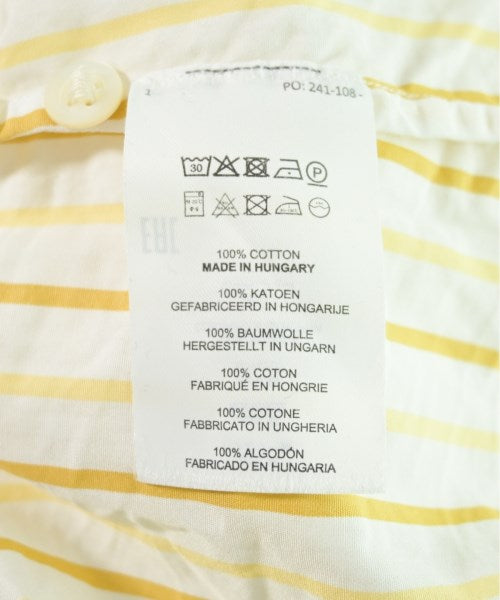 PO: 241-108-
30
P
EAC
100% COTTON
MADE IN HUNGARY
100% KATOEN
GEFABRICEERD IN HONGARIJE
100% BAUMWOLLE
HERGESTELLT IN UNGARN
100% COTON
FABRIQUÉ EN HONGRIE
100% COTONE
FABBRICATO IN UNGHERIA
100% ALGODÓN
FABRICADO EN HUNGARIA